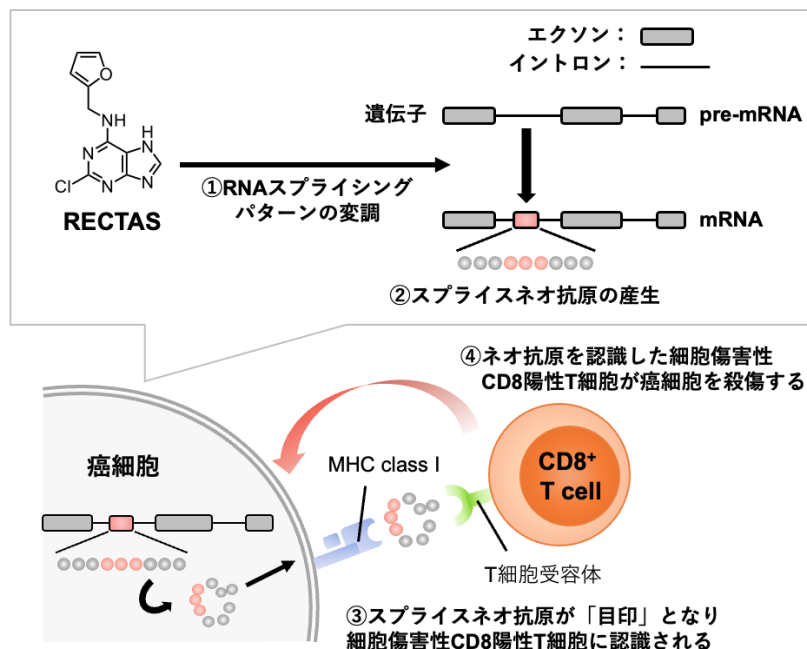 エクソン：
イントロン：
遺伝子
pre-mRNA
O
NH
H
N
N
N
N
Cl
RECTAS
①RNAスプライシング
パターンの変調
mRNA
②スプライスネオ抗原の産生
④ネオ抗原を認識した細胞傷害性
CD8陽性T細胞が癌細胞を殺傷する
癌細胞
MHC class I
CD8⁺
T cell
T細胞受容体
③スプライスネオ抗原が「目印」となり
細胞傷害性CD8陽性T細胞に認識される